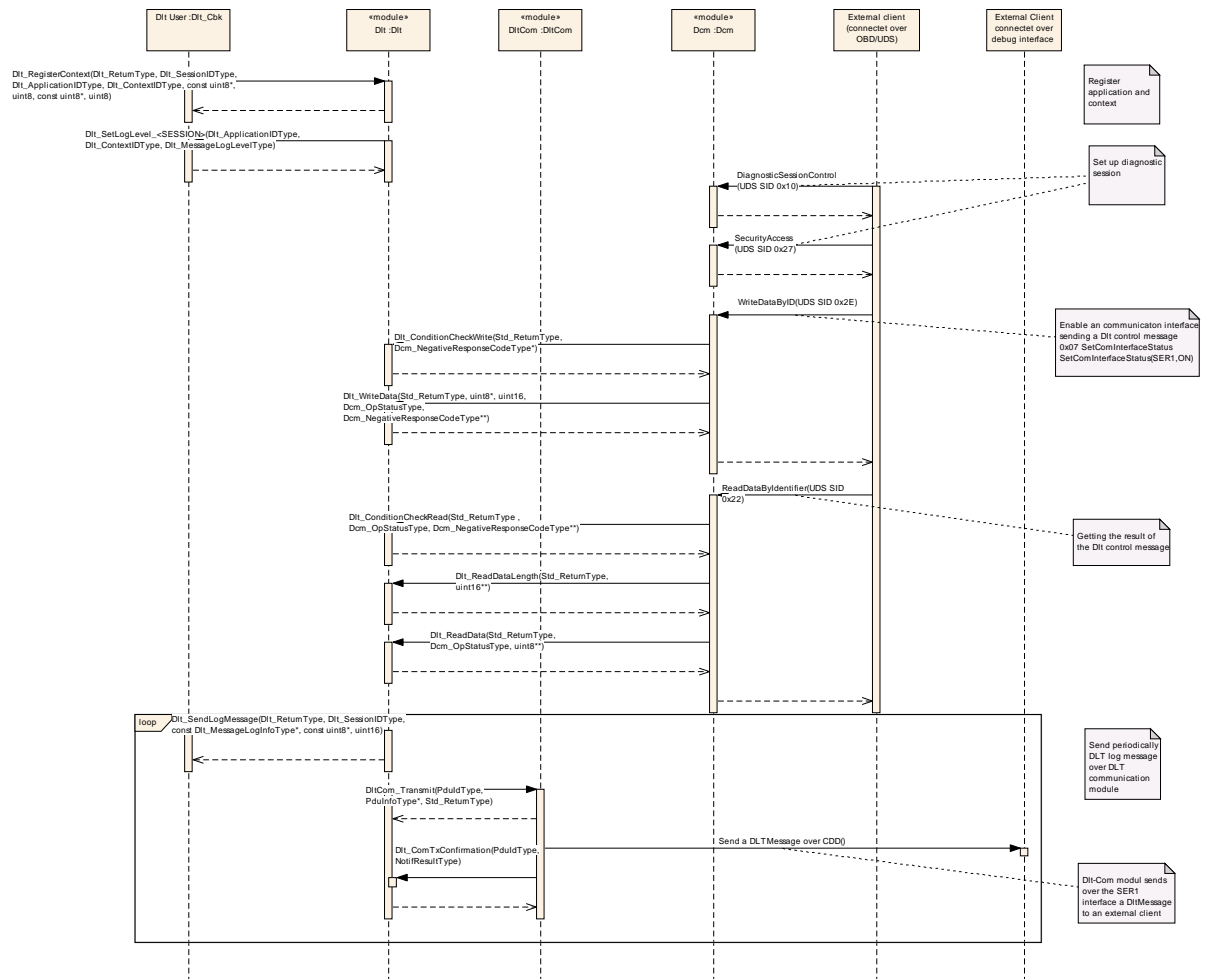 Dlt User :Dlt_Cbk
«module»
Dlt :Dlt
«module»
DltCom :DltCom
«module»
Dcm :Dcm
External client
(connectet over
OBD/UDS)
External Client
connectet over
debug interface
Dlt_RegisterContext(Dlt_ReturnType, Dlt_SessionIDType,
Dlt_ApplicationIDType, Dlt_ContextIDType, const uint8*,
uint8, const uint8*, uint8)
Register
application and
context
Dlt_SetLogLevel_<SESSION>(Dlt_ApplicationIDType,
Dlt_ContextIDType, Dlt_MessageLogLevelType)
Set up diagnostic
session
DiagnosticSessionControl
(UDS SID 0x10)
SecurityAccess
(UDS SID 0x27)
WriteDataByID(UDS SID 0x2E)
Enable an communicaton interface
sending a Dlt control message
0x07 SetComInterfaceStatus
SetComInterfaceStatus(SER1,ON)
Dlt_ConditionCheckWrite(Std_ReturnType,
Dcm_NegativeResponseCodeType*)
Dlt_WriteData(Std_ReturnType, uint8*, uint16,
Dcm_OpStatusType,
Dcm_NegativeResponseCodeType**)
ReadDataByIdentifier(UDS SID
0x22)
Dlt_ConditionCheckRead(Std_ReturnType ,
Dcm_OpStatusType, Dcm_NegativeResponseCodeType**)
Getting the result of
the Dlt control message
Dlt_ReadDataLength(Std_ReturnType,
uint16**)
Dlt_ReadData(Std_ReturnType,
Dcm_OpStatusType, uint8**)
loop
Dlt_SendLogMessage(Dlt_ReturnType, Dlt_SessionIDType,
const Dlt_MessageLogInfoType*, const uint8*, uint16)
Send periodically
DLT log message
over DLT
communication
module
DltCom_Transmit(PduIdType,
PduInfoType*, Std_ReturnType)
Send a DLTMessage over CDD()
Dlt_ComTxConfirmation(PduIdType,
NotifResultType)
Dlt-Com modul sends
over the SER1
interface a DltMessage
to an external client